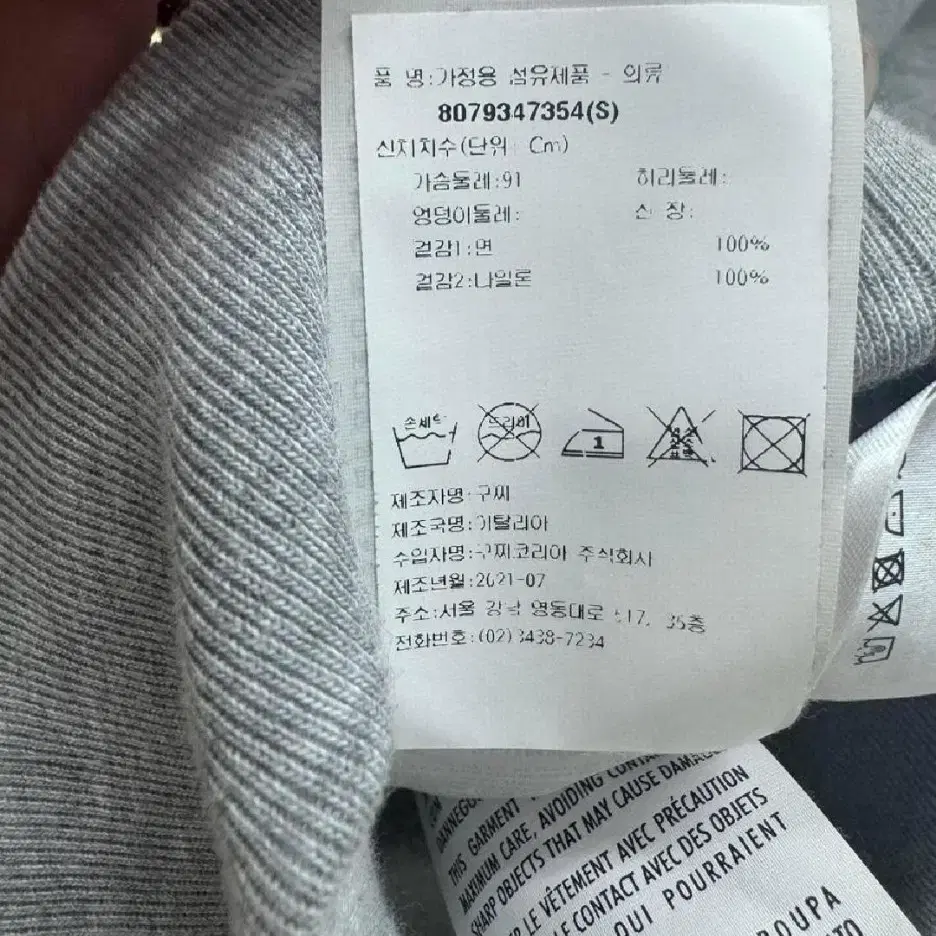 품 명:가정용 섬유제품 - 의류
8079347354(S)
신체치수(단위 Cm)
가슴둘레:91 허리둘레:
엉덩이둘레: 신 장:
겉감1:면 100%
겉감2:나일론 100%
손세탁 드라이 1
제조자명:구찌
제조국명:이탈리아
수입자명:구찌코리아 주식회사
제조년월:2021-07
주소:서울 강남 영동대로 517, 35층
전화번호:(02)3438-7234
THIS GARMENT
MAXIMUM CARE, AVOIDING
SHARP OBJECTS THAT MAY CAUSE
LE VÊTEMENT AVEC PRÉCAUTION
LE CONTACT AVEC DES OBJETS
QUI POURRAIENT